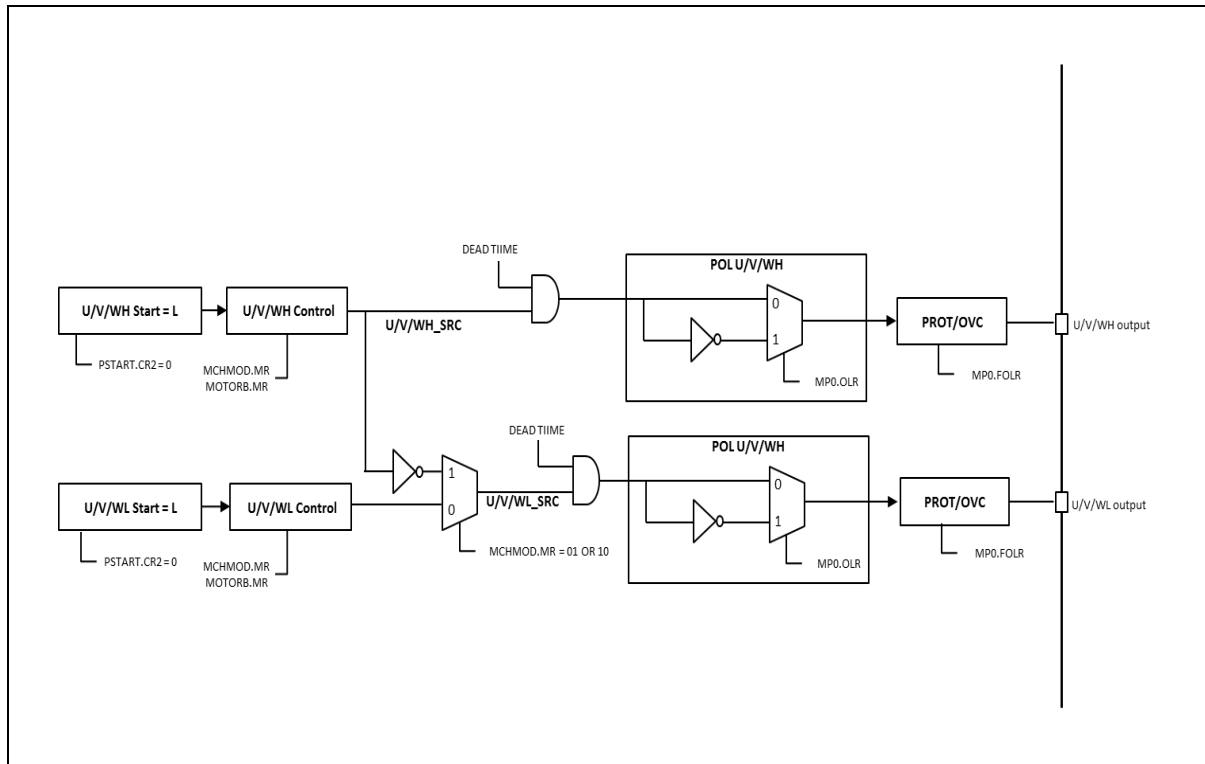 DEAD TIIME
POL U/V/WH
U/V/WH Start = L
U/V/WH Control
U/V/WH_SRC
0
1
PROT/OVC
U/V/WH output
PSTART.CR2 = 0
MCHMOD.MR
MOTORB.MR
MP0.OLR
MP0.FOLR
DEAD TIIME
POL U/V/WH
U/V/WL Start = L
U/V/WL Control
1
0
U/V/WL_SRC
0
1
PROT/OVC
U/V/WL output
PSTART.CR2 = 0
MCHMOD.MR
MOTORB.MR
MCHMOD.MR = 01 OR 10
MP0.OLR
MP0.FOLR